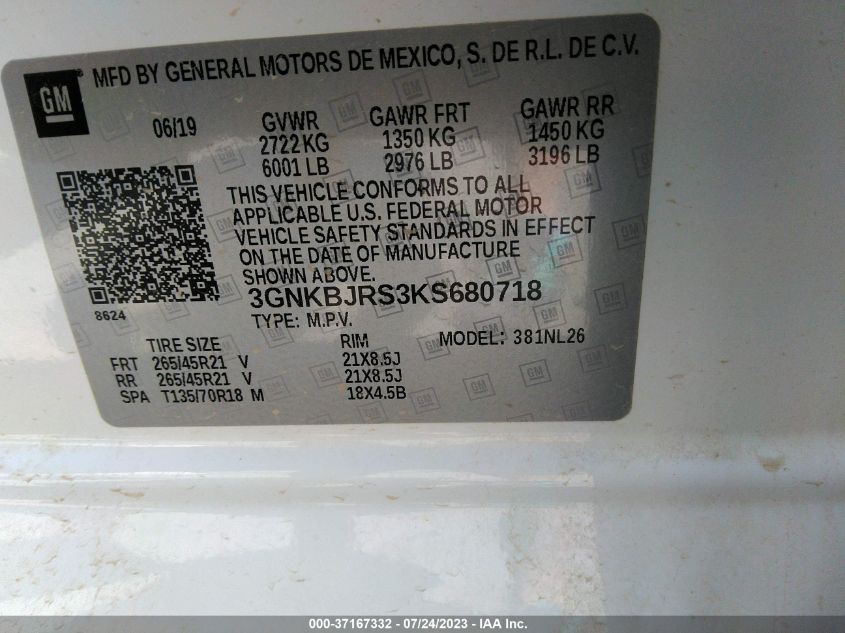 GM ® MFD BY GENERAL MOTORS DE MEXICO, S. DE R.L. DE C.V.
06/19 GVWR GAWR FRT GAWR RR
2722 KG 1350 KG 1450 KG
6001 LB 2976 LB 3196 LB
THIS VEHICLE CONFORMS TO ALL
APPLICABLE U.S. FEDERAL MOTOR
VEHICLE SAFETY STANDARDS IN EFFECT
ON THE DATE OF MANUFACTURE
SHOWN ABOVE.
3GNKBJRS3KS680718
8624
TYPE: M.P.V. MODEL: 381NL26
TIRE SIZE RIM
FRT 265/45R21 V 21X8.5J
RR 265/45R21 V 21X8.5J
SPA T135/70R18 M 18X4.5B
000-37167332 - 07/24/2023 - IAA Inc.